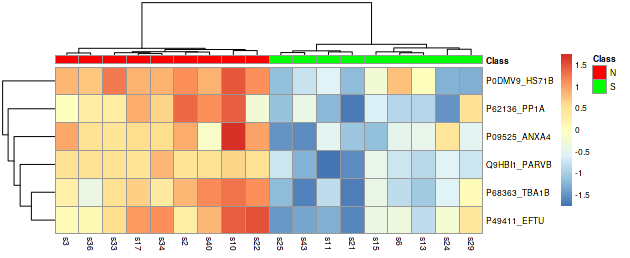 Class
P0DMV9_HS71B
P62136_PP1A
P09525_ANXA4
Q9HBI1_PARVB
P68363_TBA1B
P49411_EFTU
s3 s36 s33 s17 s34 s2 s40 s10 s22 s25 s43 s11 s21 s15 s6 s13 s24 s29
1.5
1
0.5
0
-0.5
-1
-1.5
Class
N
S